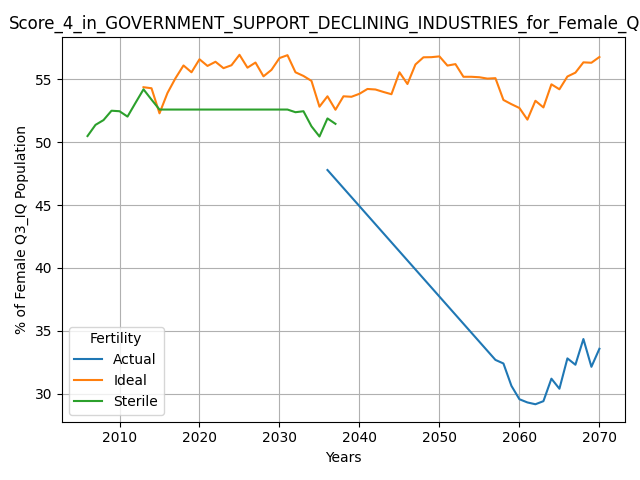 Score_4_in_GOVERNMENT_SUPPORT_DECLINING_INDUSTRIES_for_Female_Q
% of Female Q3_IQ Population
55
50
45
40
35
30
Fertility
Actual
Ideal
Sterile
2010 2020 2030 2040 2050 2060 2070
Years